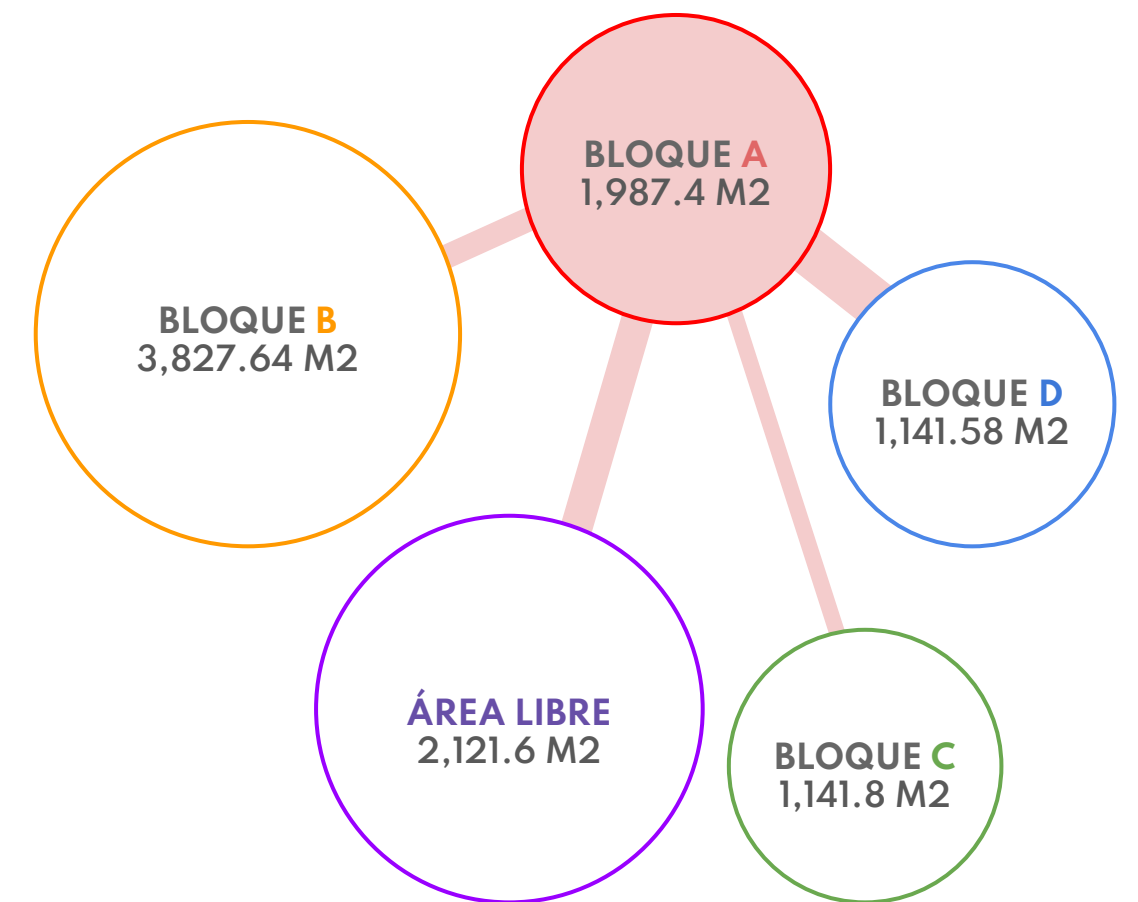 BLOQUE A
1,987.4 M2
BLOQUE B
3,827.64 M2
BLOQUE D
1,141.58 M2
ÁREA LIBRE
2,121.6 M2
BLOQUE C
1,141.8 M2